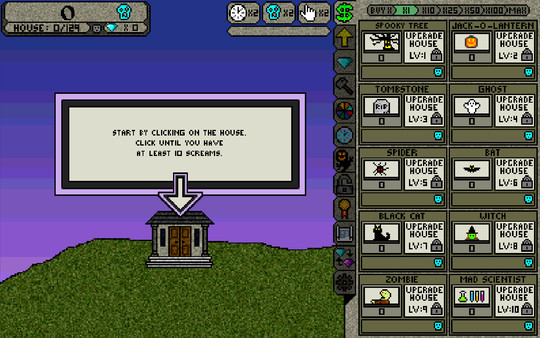 0
HOUSE: 0/124
X 0
X2
X2
X2
BUY X
X1
X10
X25
X50
X100
MAX
START BY CLICKING ON THE HOUSE.
CLICK UNTIL YOU HAVE
AT LEAST 10 SCREAMS.
SPOOKY TREE
UPGRADE
HOUSE
LV:1
0
JACK-O-LANTERN
UPGRADE
HOUSE
LV:2
0
TOMBSTONE
RIP
UPGRADE
HOUSE
LV:3
0
GHOST
UPGRADE
HOUSE
LV:4
0
SPIDER
UPGRADE
HOUSE
LV:5
0
BAT
UPGRADE
HOUSE
LV:6
0
BLACK CAT
UPGRADE
HOUSE
LV:7
0
WITCH
UPGRADE
HOUSE
LV:8
0
ZOMBIE
UPGRADE
HOUSE
LV:9
0
MAD SCIENTIST
UPGRADE
HOUSE
LV:10
0